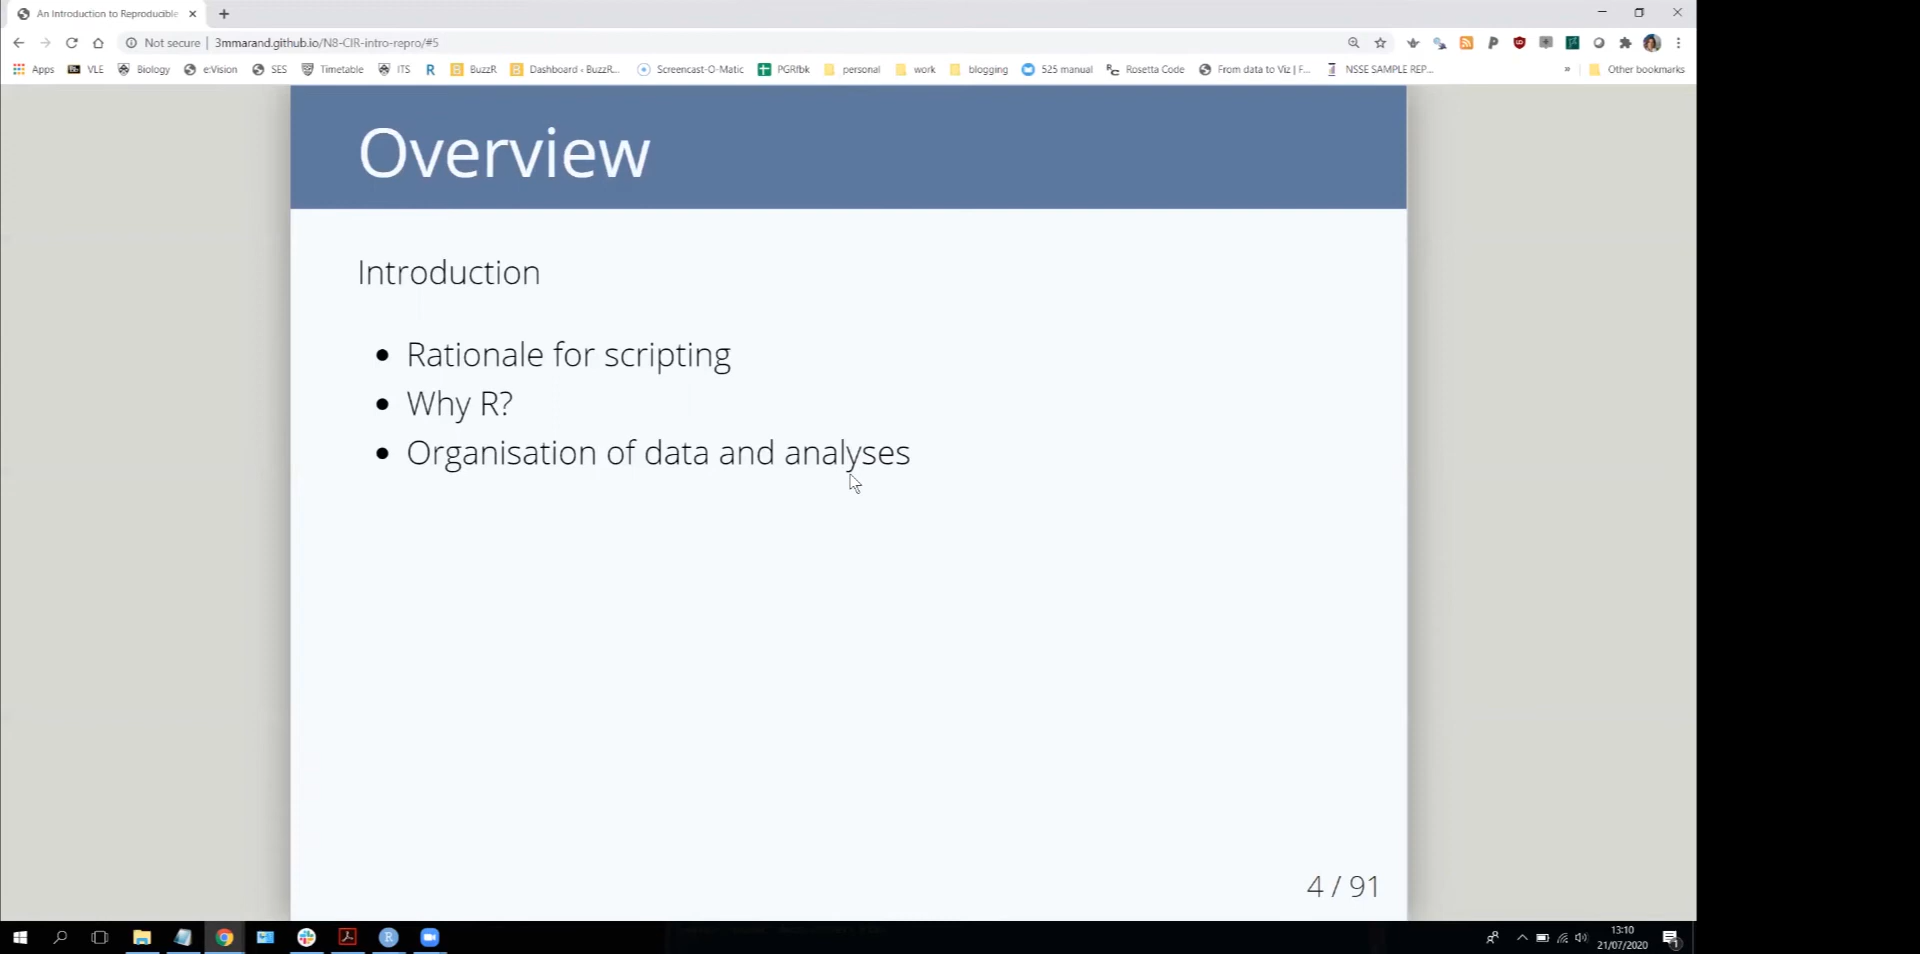 An Introduction to Reproducible
Not secure | 3mmarand.github.io/N8-CIR-intro-repro/#5
Apps VLE Biology e:Vision SES Timetable ITS BuzzR Dashboard ‹ BuzzR... Screencast-O-Matic PGRfbk personal work blogging 525 manual Rosetta Code From data to Viz | F... NSSE SAMPLE REP... » Other bookmarks
Overview
Introduction
• Rationale for scripting
• Why R?
• Organisation of data and analyses
4 / 91
13:10
21/07/2020